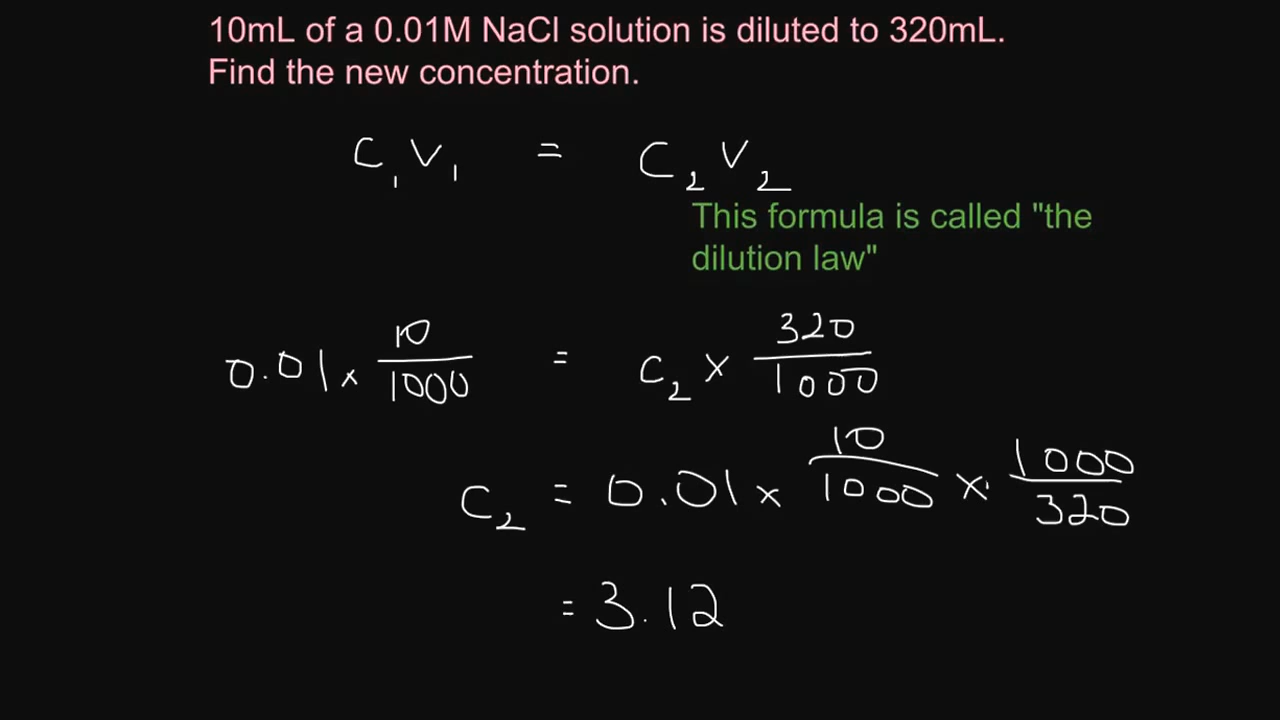 10mL of a 0.01M NaCl solution is diluted to 320mL.
Find the new concentration.
C₁V₁ = C₂V₂
This formula is called "the
dilution law"
0.01 × 10/1000 = C₂ × 320/1000
C₂ = 0.01 × 10/1000 × 1000/320
= 3.12